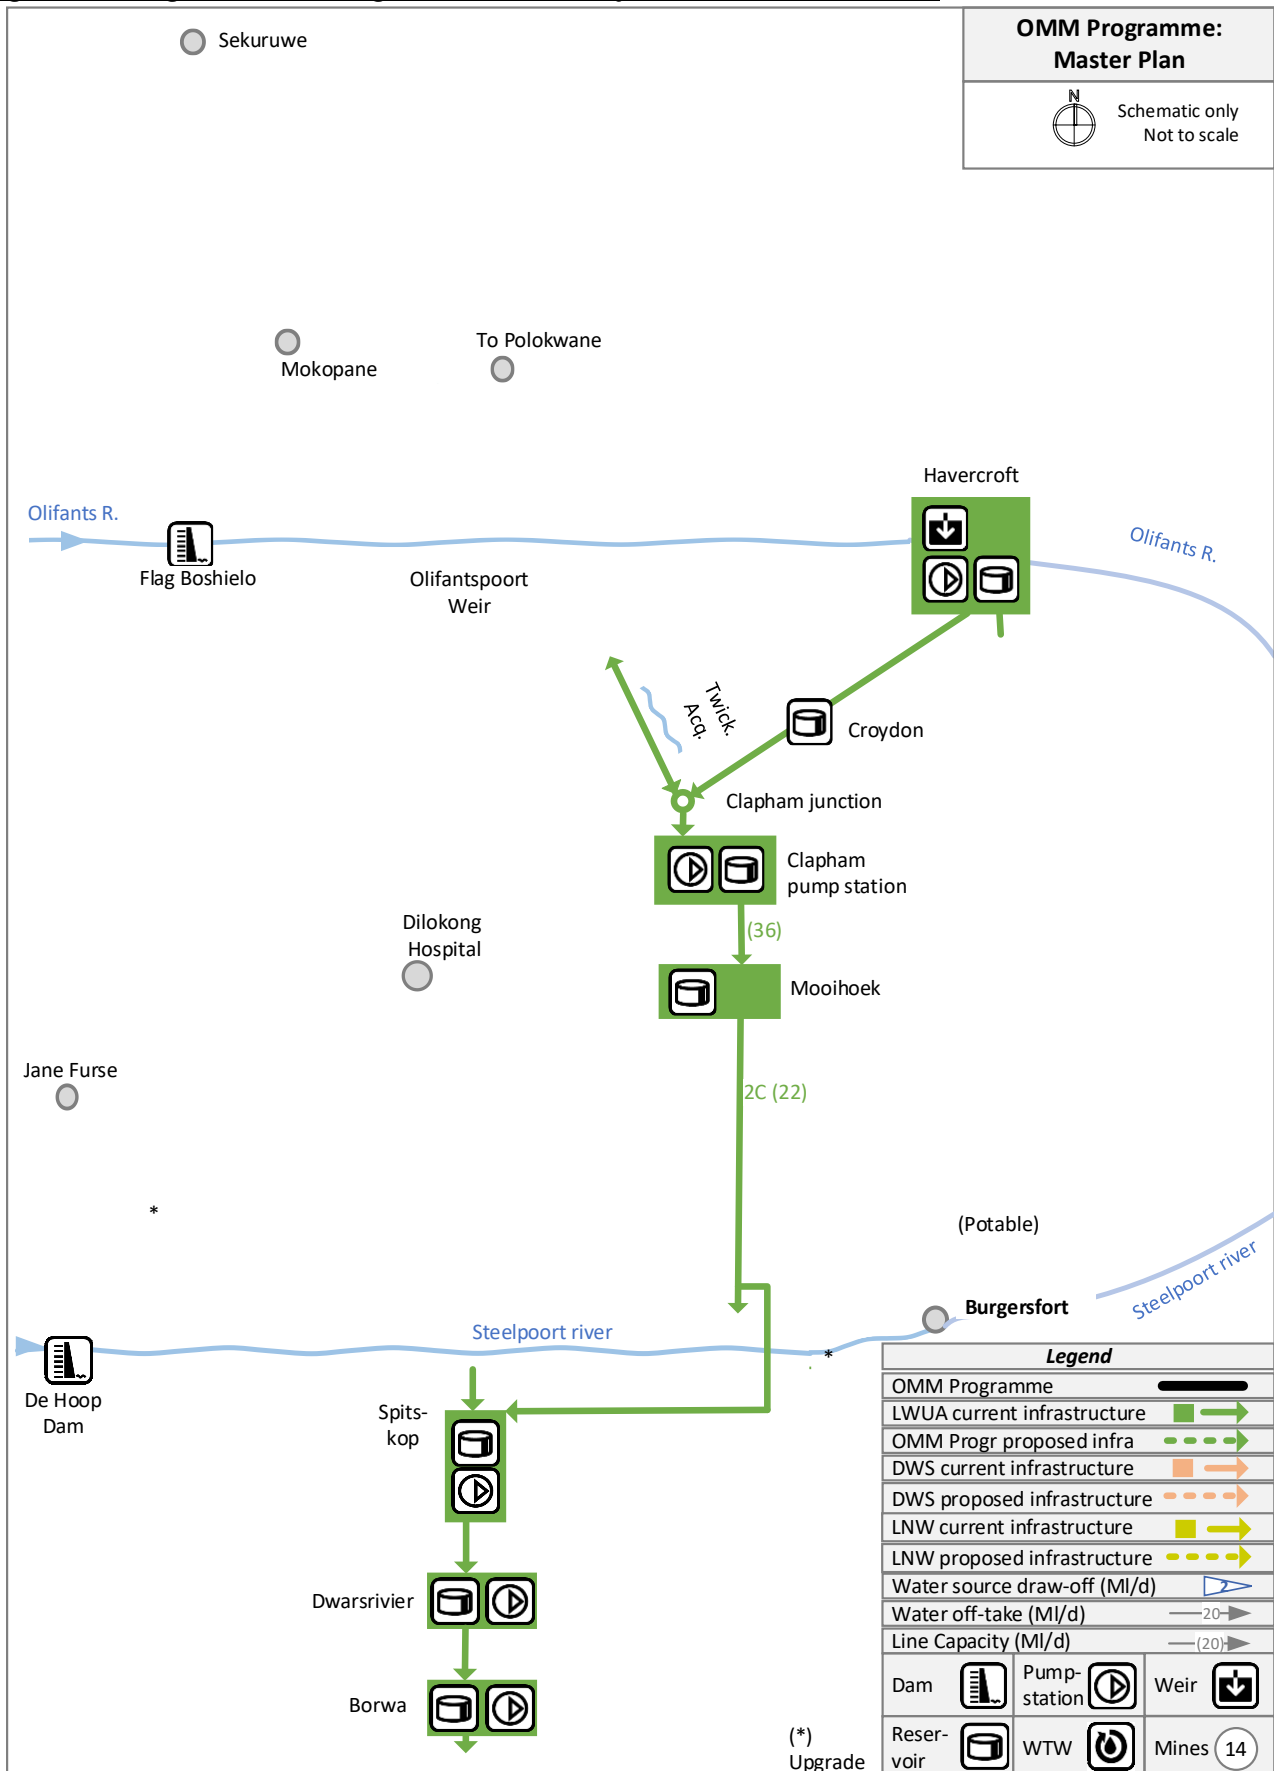 OMM Programme:
Master Plan
N
Schematic only
Not to scale
Sekuruwe
Mokopane
To Polokwane
Havercroft
Olifants R.
Olifants R.
Flag Boshielo
Olifantspoort
Weir
Twick.
Acq.
Croydon
Clapham junction
Clapham
pump station
(36)
Dilokong
Hospital
Mooihoek
Jane Furse
2C (22)
*
(Potable)
Steelpoort river
Burgersfort
Steelpoort river
*
De Hoop
Dam
Spits-
kop
Dwarsrivier
Borwa
(*)
Upgrade
Legend
OMM Programme
LWUA current infrastructure
OMM Progr proposed infra
DWS current infrastructure
DWS proposed infrastructure
LNW current infrastructure
LNW proposed infrastructure
Water source draw-off (Ml/d) 2
Water off-take (Ml/d) 20
Line Capacity (Ml/d) (20)
Dam
Pump-
station
Weir
Reser-
voir
WTW
Mines 14